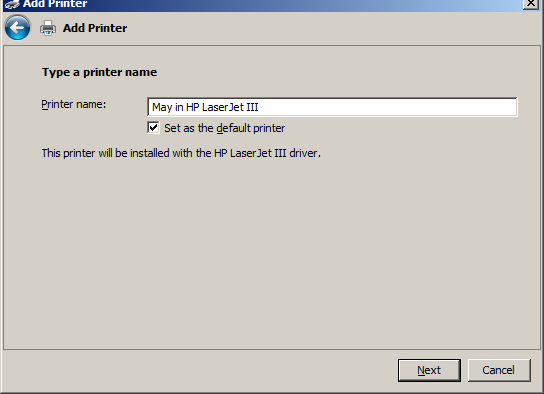 Add Printer
Add Printer
Type a printer name
Printer name:
May in HP LaserJet III
Set as the default printer
This printer will be installed with the HP LaserJet III driver.
Next
Cancel